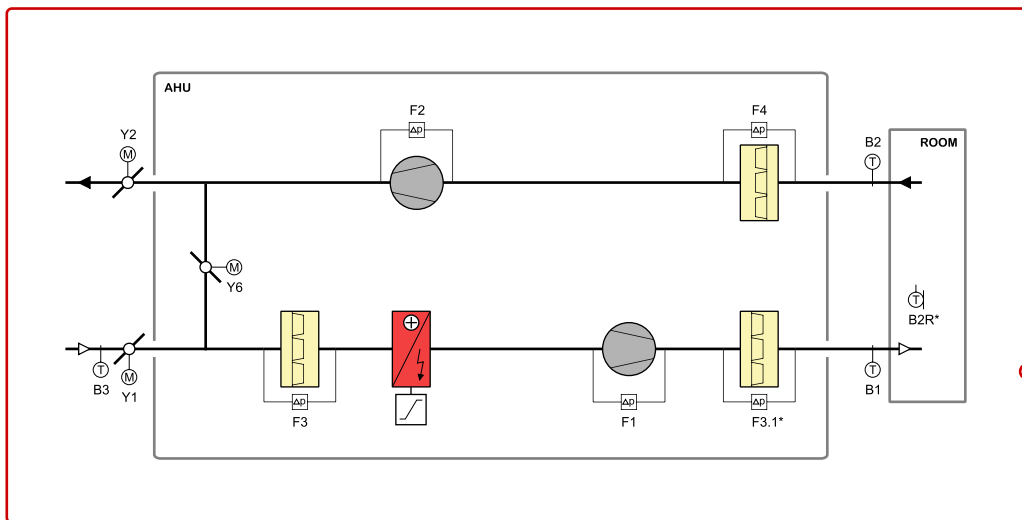 AHU
F2
F4
Y2
M
Δp
Δp
B2
T
ROOM
M
Y6
T
B2R*
T
B3
M
Y1
Δp
F3
Δp
F1
Δp
F3.1*
T
B1